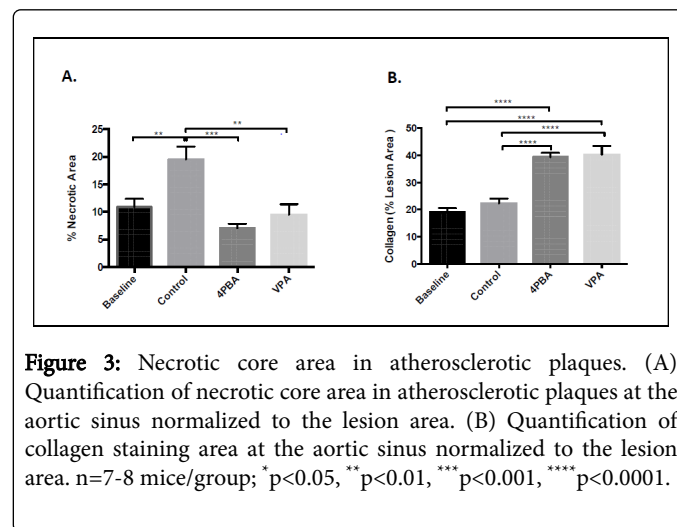 A.
B.
** 
** ***
25
20
15
10
5
0
% Necrotic Area
Baseline
Control
4PBA
VPA
****
****
****
****
50
40
30
20
10
0
Collagen (% Lesion Area )
Baseline
Control
4PBA
VPA
Figure 3: Necrotic core area in atherosclerotic plaques. (A)
Quantification of necrotic core area in atherosclerotic plaques at the
aortic sinus normalized to the lesion area. (B) Quantification of
collagen staining area at the aortic sinus normalized to the lesion
area. n=7-8 mice/group; *p<0.05, **p<0.01, ***p<0.001, ****p<0.0001.